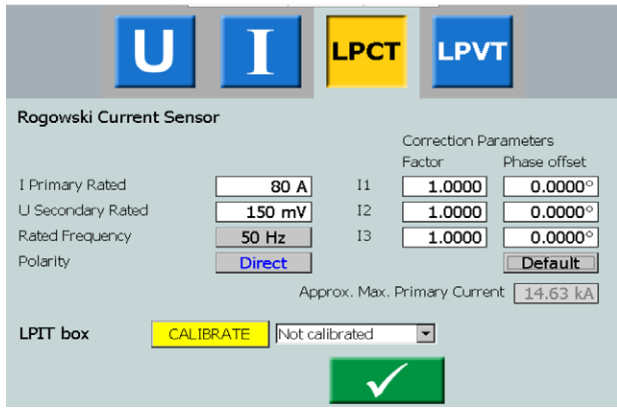 U I LPCT LPVT
Rogowski Current Sensor
Correction Parameters
Factor Phase offset
I Primary Rated 80 A I1 1.0000 0.0000°
U Secondary Rated 150 mV I2 1.0000 0.0000°
Rated Frequency 50 Hz I3 1.0000 0.0000°
Polarity Direct Default
Approx. Max. Primary Current 14.63 kA
LPIT box CALIBRATE Not calibrated